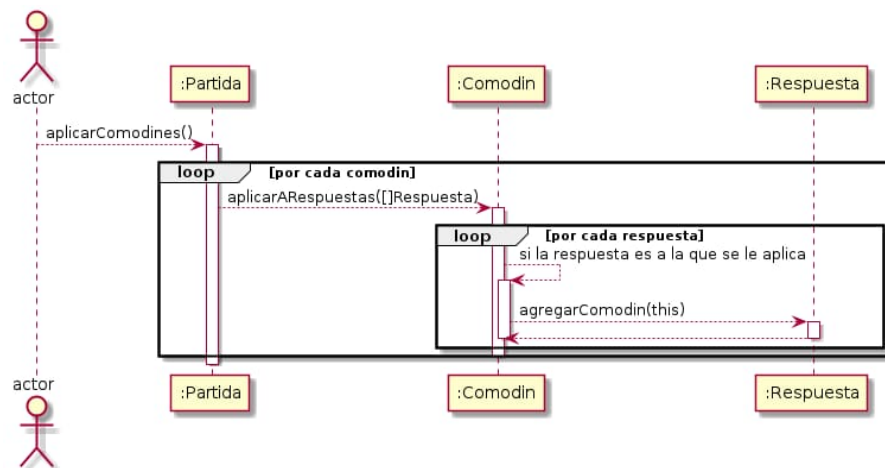 actor
:Partida
:Comodin
:Respuesta
aplicarComodines()
loop
[por cada comodin]
aplicarARespuestas([]Respuesta)
loop
[por cada respuesta]
si la respuesta es a la que se le aplica
agregarComodin(this)
actor
:Partida
:Comodin
:Respuesta